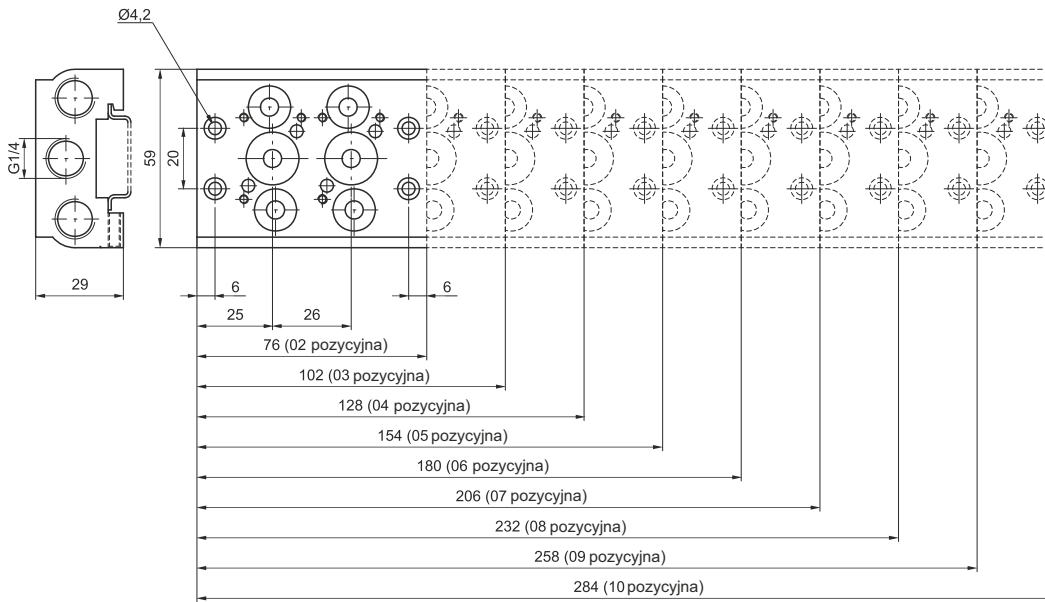 Ø4,2
G1/4
59
20
29
6
6
25
26
76 (02 pozycyjna)
102 (03 pozycyjna)
128 (04 pozycyjna)
154 (05 pozycyjna)
180 (06 pozycyjna)
206 (07 pozycyjna)
232 (08 pozycyjna)
258 (09 pozycyjna)
284 (10 pozycyjna)